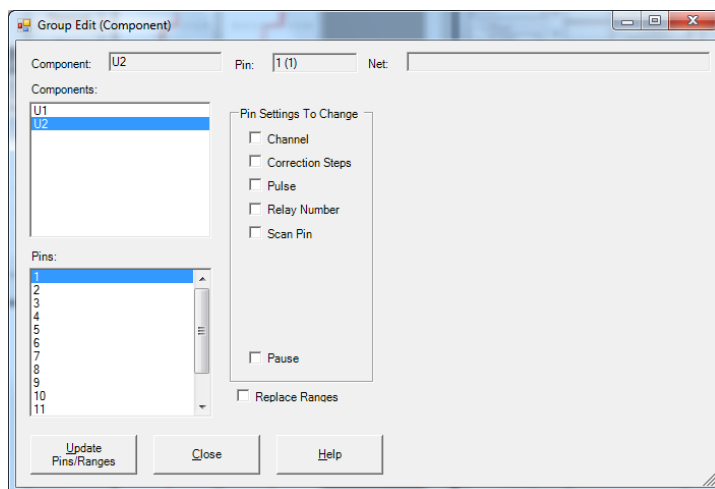 Group Edit (Component)
Component: U2 Pin: 1 (1) Net:
Components:
U1
U2
Pin Settings To Change
Channel
Correction Steps
Pulse
Relay Number
Scan Pin
Pause
Replace Ranges
Pins:
1
2
3
4
5
6
7
8
9
10
11
Update
Pins/Ranges
Close
Help